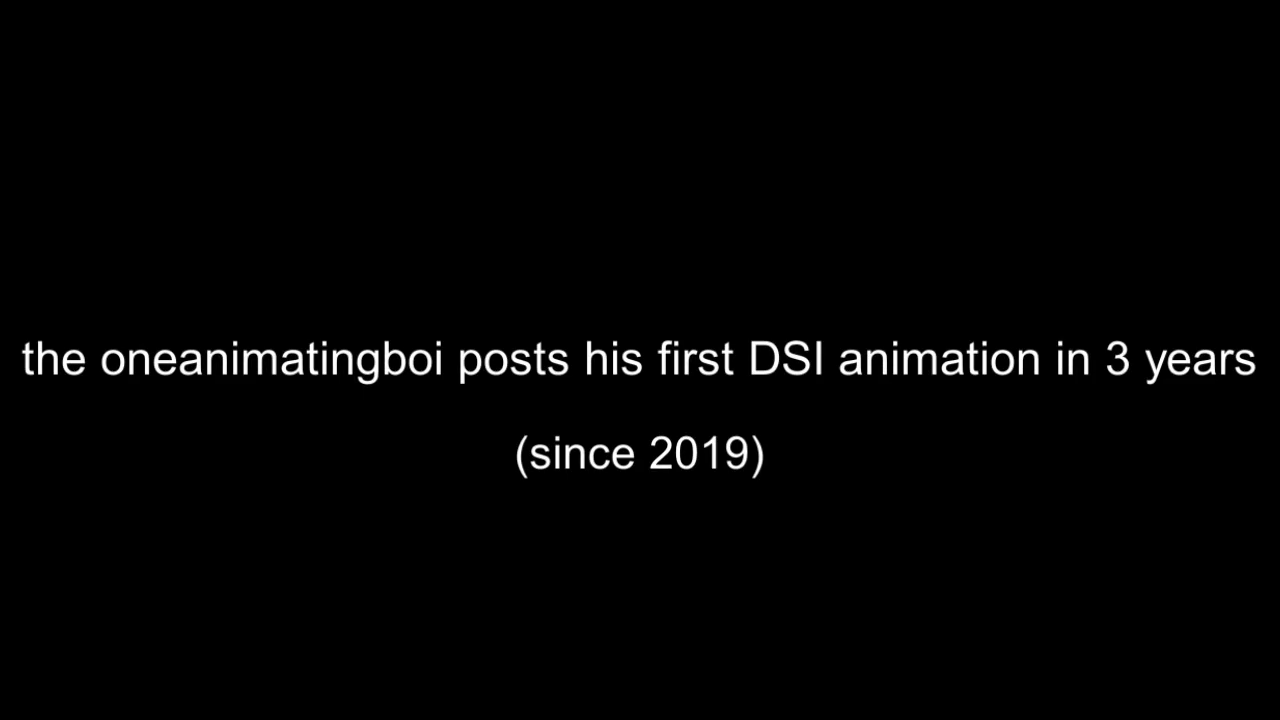 the oneanimatingboi posts his first DSI animation in 3 years
(since 2019)